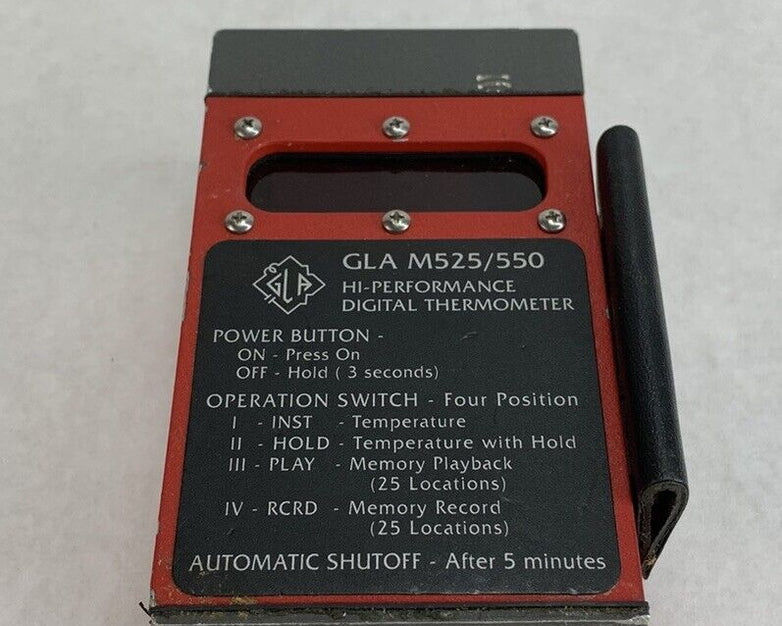 GLA
GLA M525/550
HI-PERFORMANCE
DIGITAL THERMOMETER
POWER BUTTON -
ON - Press On
OFF - Hold ( 3 seconds)
OPERATION SWITCH - Four Position
I - INST - Temperature
II - HOLD - Temperature with Hold
III - PLAY - Memory Playback
(25 Locations)
IV - RCRD - Memory Record
(25 Locations)
AUTOMATIC SHUTOFF - After 5 minutes